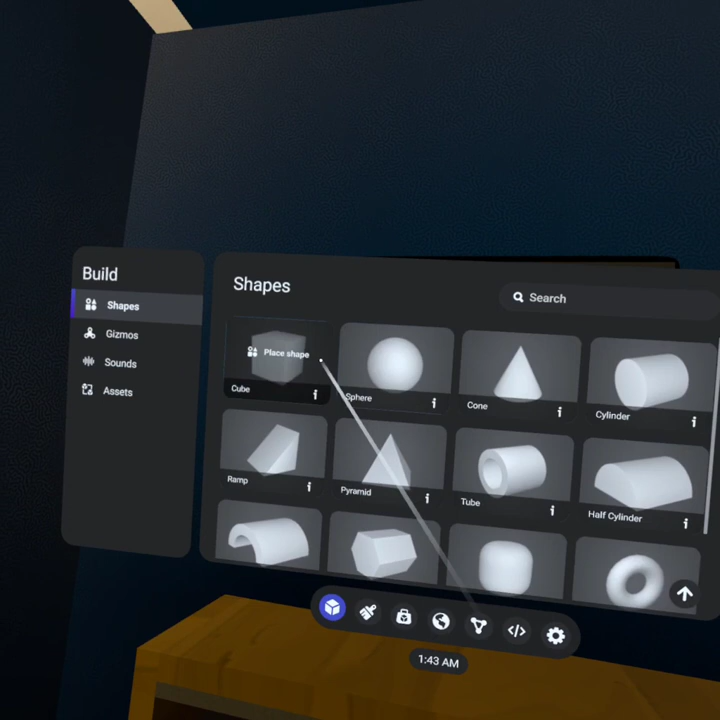 Build
Shapes
Gizmos
Sounds
Assets
Shapes
Search
Place shape
Cube
Sphere
Cone
Cylinder
Ramp
Pyramid
Tube
Half Cylinder
1:43 AM